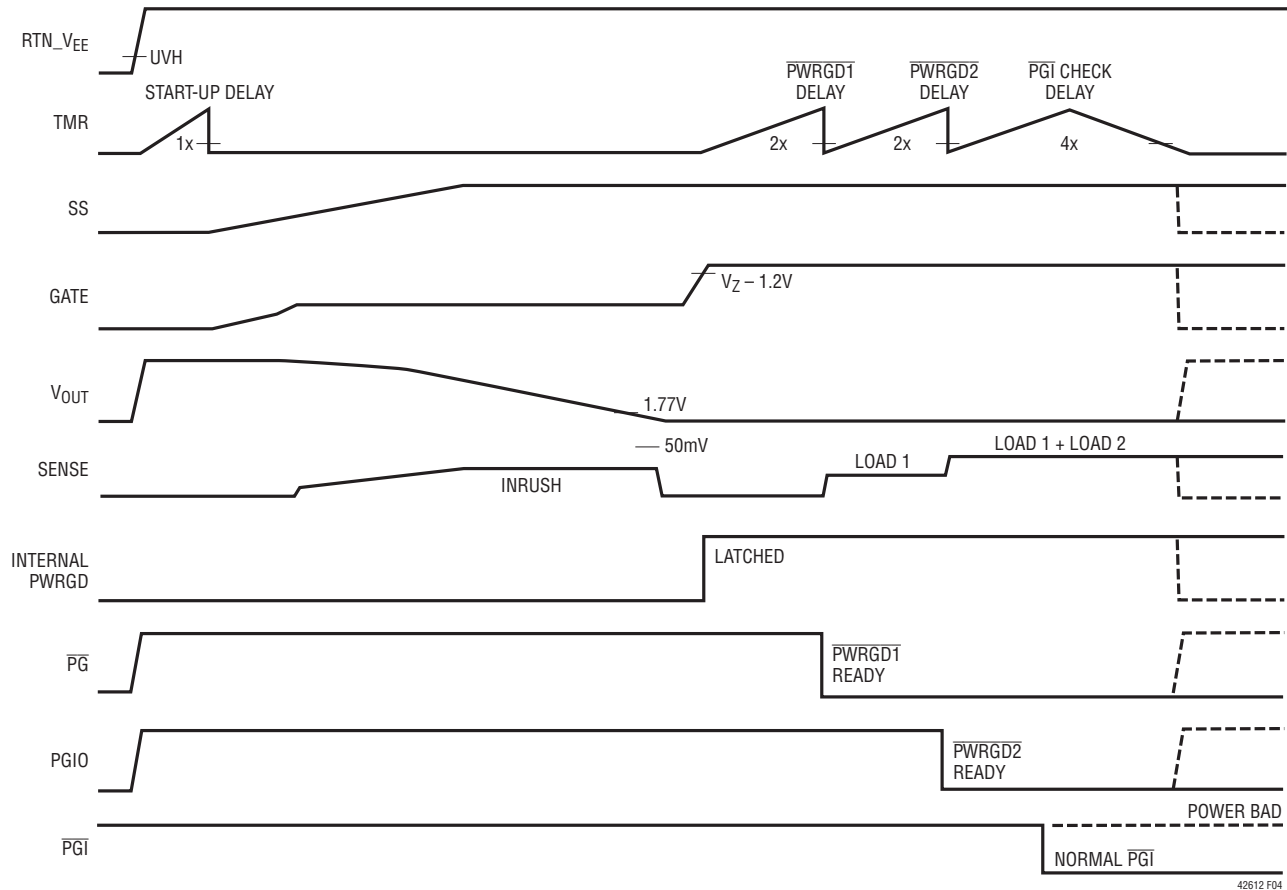 RTN_VEE
UVH
START-UP DELAY
PWRGD1
DELAY
PWRGD2
DELAY
PGI CHECK
DELAY
TMR
1x
2x
2x
4x
SS
GATE
VZ – 1.2V
VOUT
1.77V
50mV
SENSE
INRUSH
LOAD 1
LOAD 1 + LOAD 2
INTERNAL
PWRGD
LATCHED
PG
PWRGD1
READY
PGIO
PWRGD2
READY
POWER BAD
PGI
NORMAL PGI
42612 F04